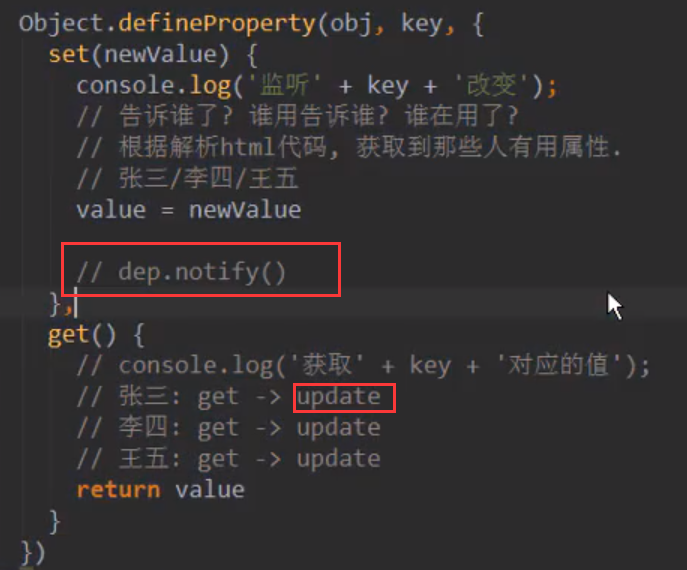 Object.defineProperty(obj, key, {
  set(newValue) {
    console.log('监听' + key + '改变');
    // 告诉谁了? 谁用告诉谁? 谁在用了?
    // 根据解析html代码, 获取到那些人有用属性.
    // 张三/李四/王五
    value = newValue

    // dep.notify()
  },
  get() {
    // console.log('获取' + key + '对应的值');
    // 张三: get -> update
    // 李四: get -> update
    // 王五: get -> update
    return value
  }
})